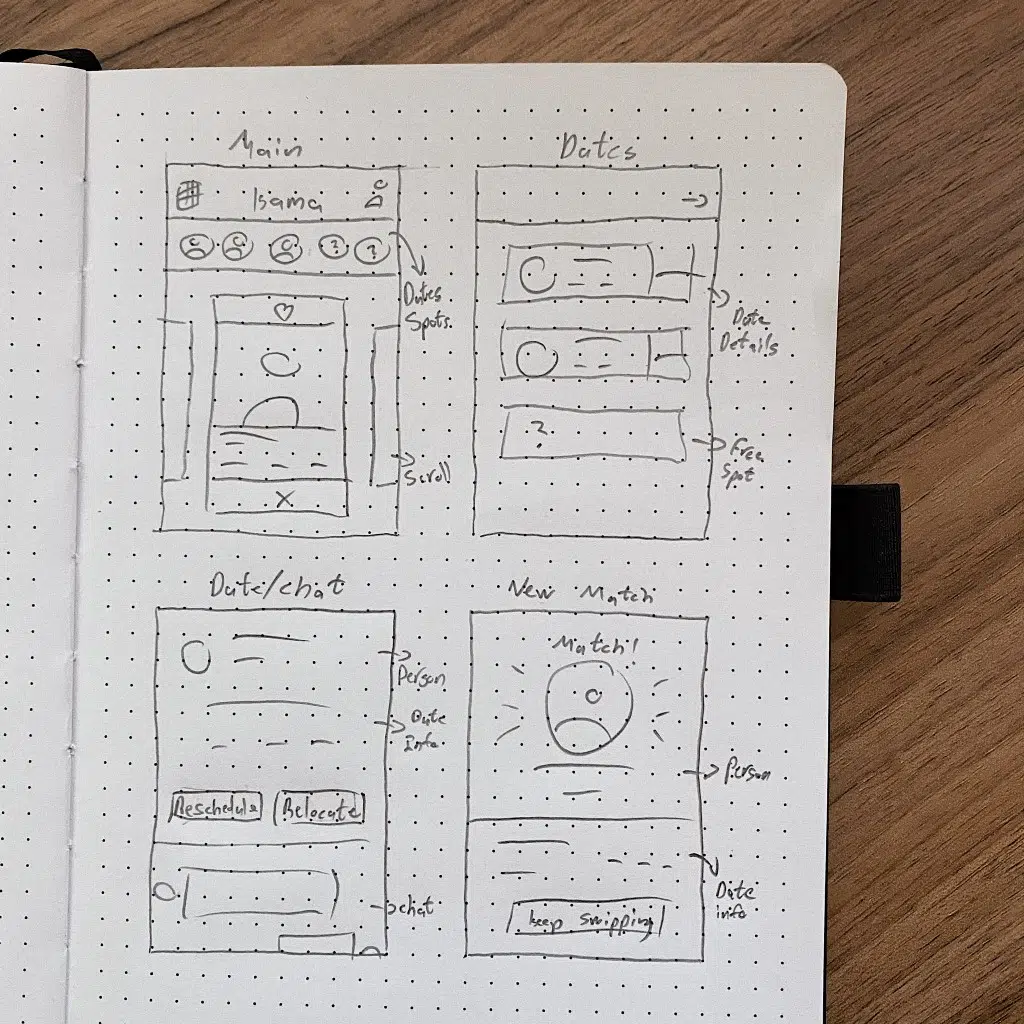 Main
Isama
?
?
Dates
Spots
Scroll
Dates
Date
Details
?
Free
Spot
Date/chat
Person
Date
Info
Reschedule
Relocate
chat
New Match
Match!
Person
Date
info
keep swipping